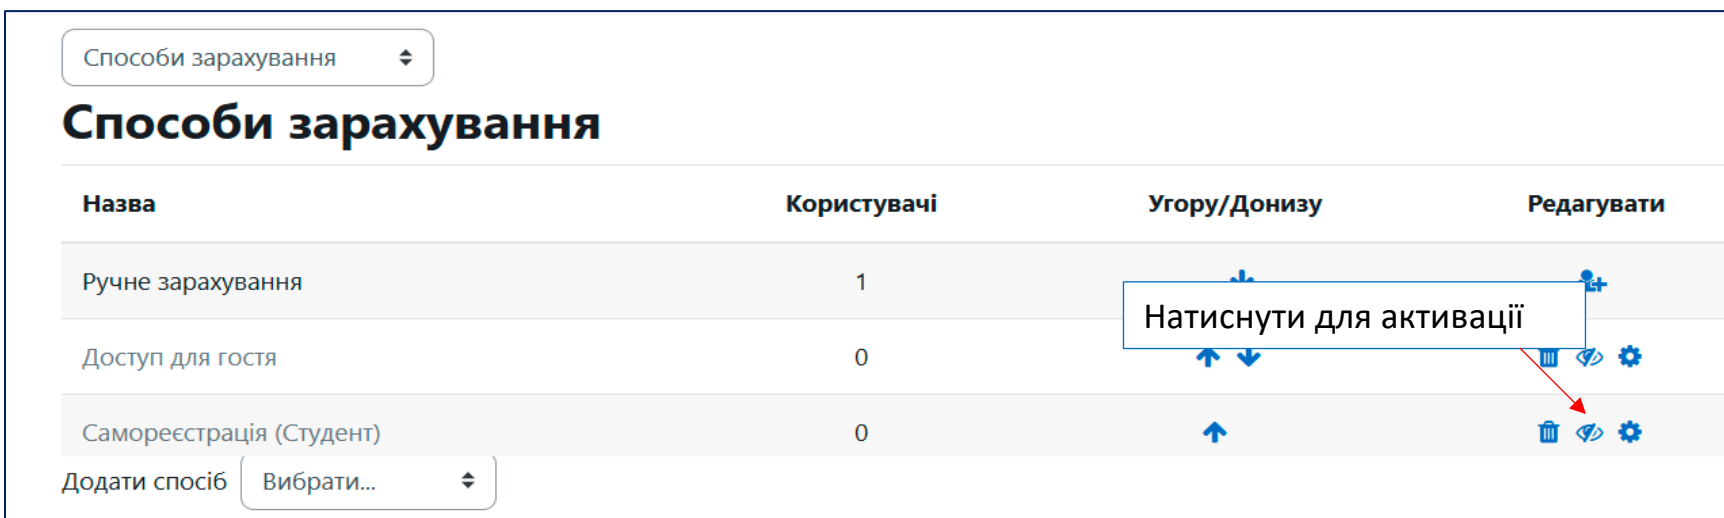 Способи зарахування
Способи зарахування
Назва Користувачі Угору/Донизу Редагувати
Ручне зарахування 1
Натиснути для активації
Доступ для гостя 0
Самореєстрація (Студент) 0
Додати спосіб Вибрати...